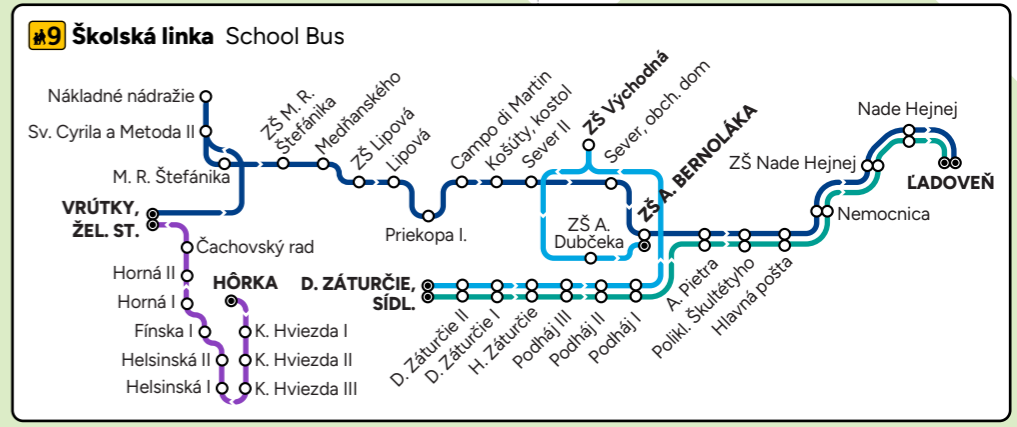 9 Školská linka School Bus
Nákladné nádražie
Sv. Cyrila a Metoda II
M. R. Štefánika
ZŠ M. R.
Štefánika
Medňanského
ZŠ Lipová
Lipová
Priekopa I.
Campo di Martin
Košúty, kostol
Sever II
ZŠ Východná
Sever, obch. dom
ZŠ A. BERNOLÁKA
ZŠ A.
Dubčeka
Nade Hejnej
ZŠ Nade Hejnej
ĽADOVEŇ
Nemocnica
VRÚTKY,
ŽEL. ST.
Čachovský rad
Horná II
Horná I
Fínska I
Helsinská II
Helsinská I
HÔRKA
K. Hviezda I
K. Hviezda II
K. Hviezda III
D. ZÁTURČIE,
SÍDL.
D. Záturčie II
D. Záturčie I
H. Záturčie
Podháj III
Podháj II
Podháj I
A. Pietra
Polikl. Škultétyho
Hlavná pošta